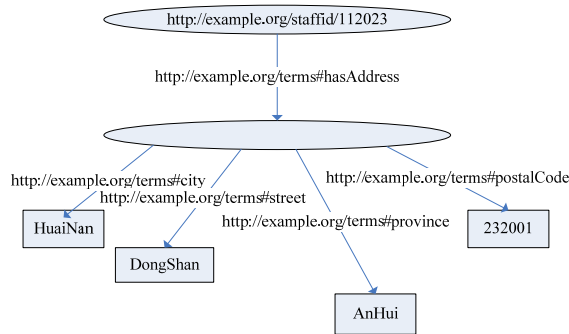 http://example.org/staffid/112023
http://example.org/terms#hasAddress
http://example.org/terms#city
http://example.org/terms#postalCode
http://example.org/terms#street
http://example.org/terms#province
HuaiNan
232001
DongShan
AnHui